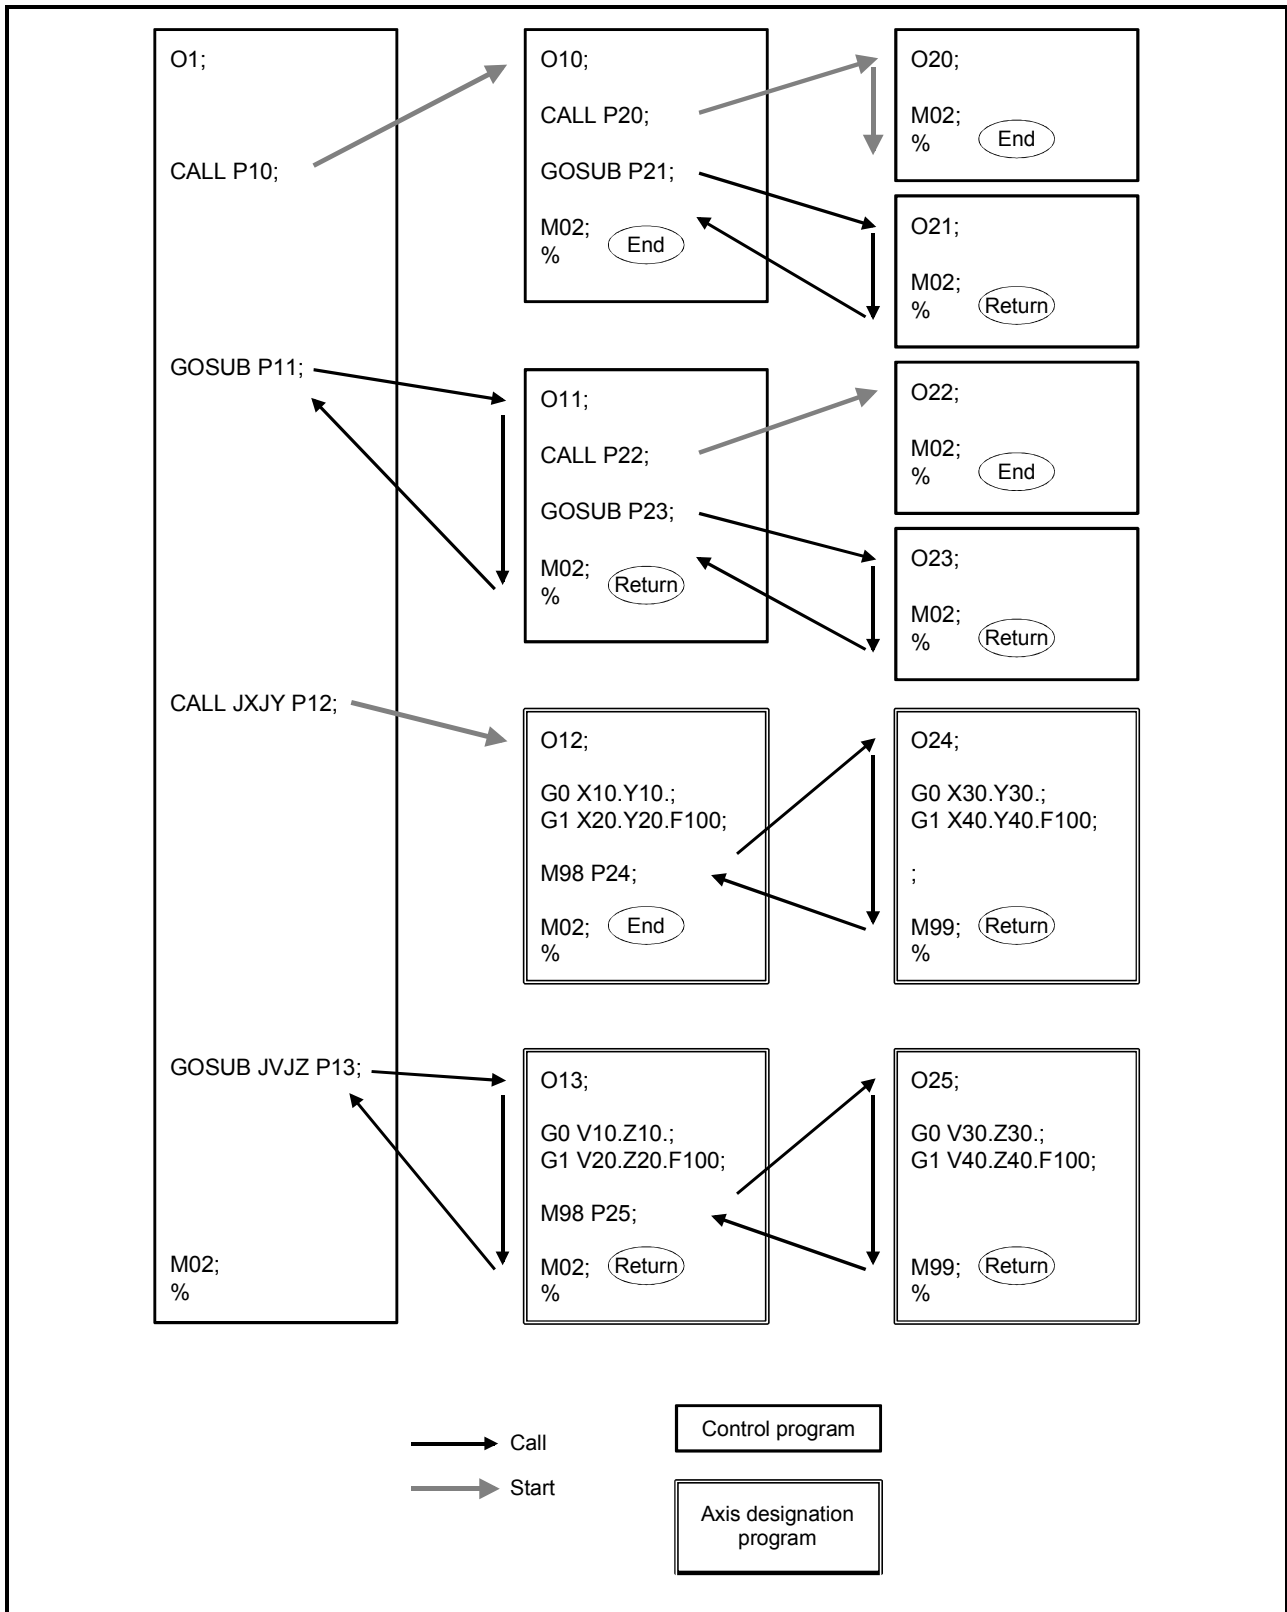 O1;
CALL P10;
GOSUB P11;
CALL JXJY P12;
GOSUB JVJZ P13;
M02;
%
O10;
CALL P20;
GOSUB P21;
M02;
%
End
O11;
CALL P22;
GOSUB P23;
M02;
%
Return
O12;
G0 X10.Y10.;
G1 X20.Y20.F100;
M98 P24;
M02;
%
End
O13;
G0 V10.Z10.;
G1 V20.Z20.F100;
M98 P25;
M02;
%
Return
O20;
M02;
%
End
O21;
M02;
%
Return
O22;
M02;
%
End
O23;
M02;
%
Return
O24;
G0 X30.Y30.;
G1 X40.Y40.F100;
;
M99;
%
Return
O25;
G0 V30.Z30.;
G1 V40.Z40.F100;
M99;
%
Return
Call
Start
Control program
Axis designation
program